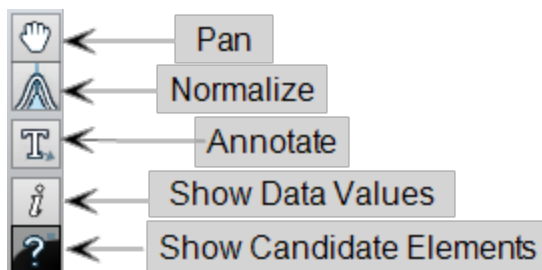 Pan
Normalize
T Annotate
i Show Data Values
? Show Candidate Elements